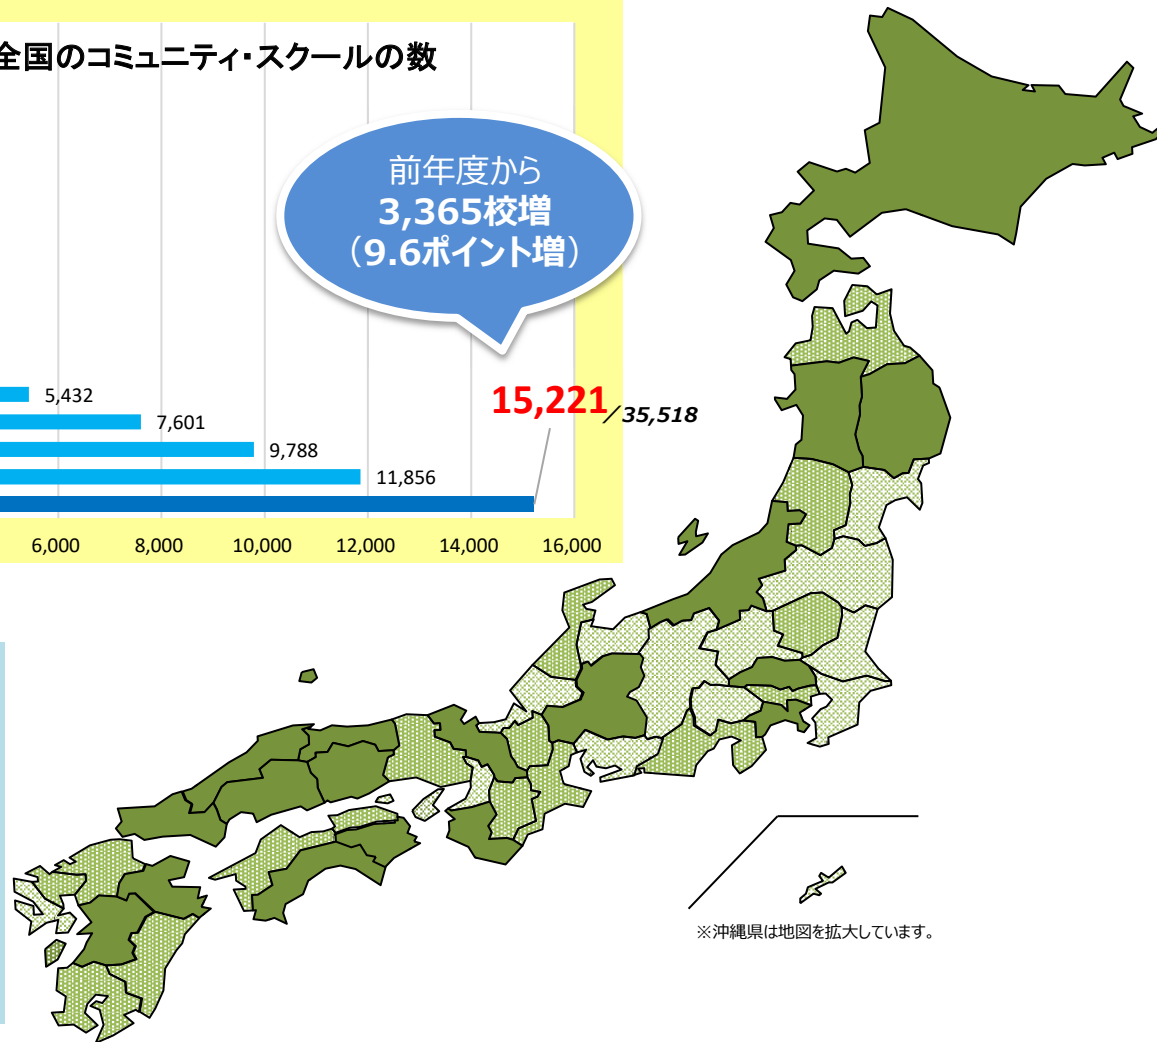 全国のコミュニティ・スクールの数
前年度から
3,365校増
（9.6ポイント増）
5,432
15,221/35,518
7,601
9,788
11,856
6,000 8,000 10,000 12,000 14,000 16,000
※沖縄県は地図を拡大しています。